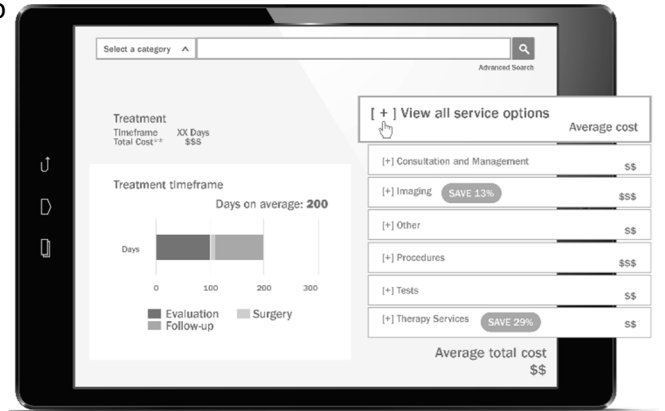 Select a category
Advanced Search
Treatment
Timeframe XX Days
Total Cost** $$$
Treatment timeframe
Days on average: 200
Days
0 100 200 300
Evaluation Surgery
Follow-up
[+] View all service options
Average cost
[+] Consultation and Management $$
[+] Imaging SAVE 13% $$$
[+] Other $$
[+] Procedures $$$
[+] Tests $$
[+] Therapy Services SAVE 29% $$
Average total cost
$$